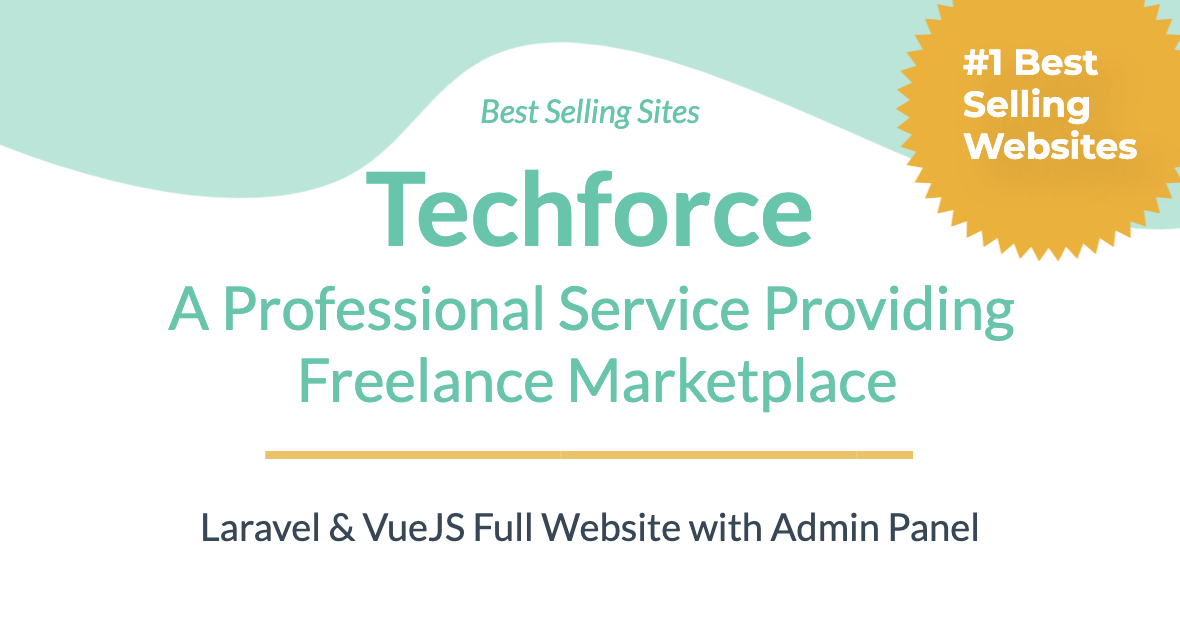 #1 Best
Selling
Websites
Best Selling Sites
Techforce
A Professional Service Providing
Freelance Marketplace
Laravel & VueJS Full Website with Admin Panel